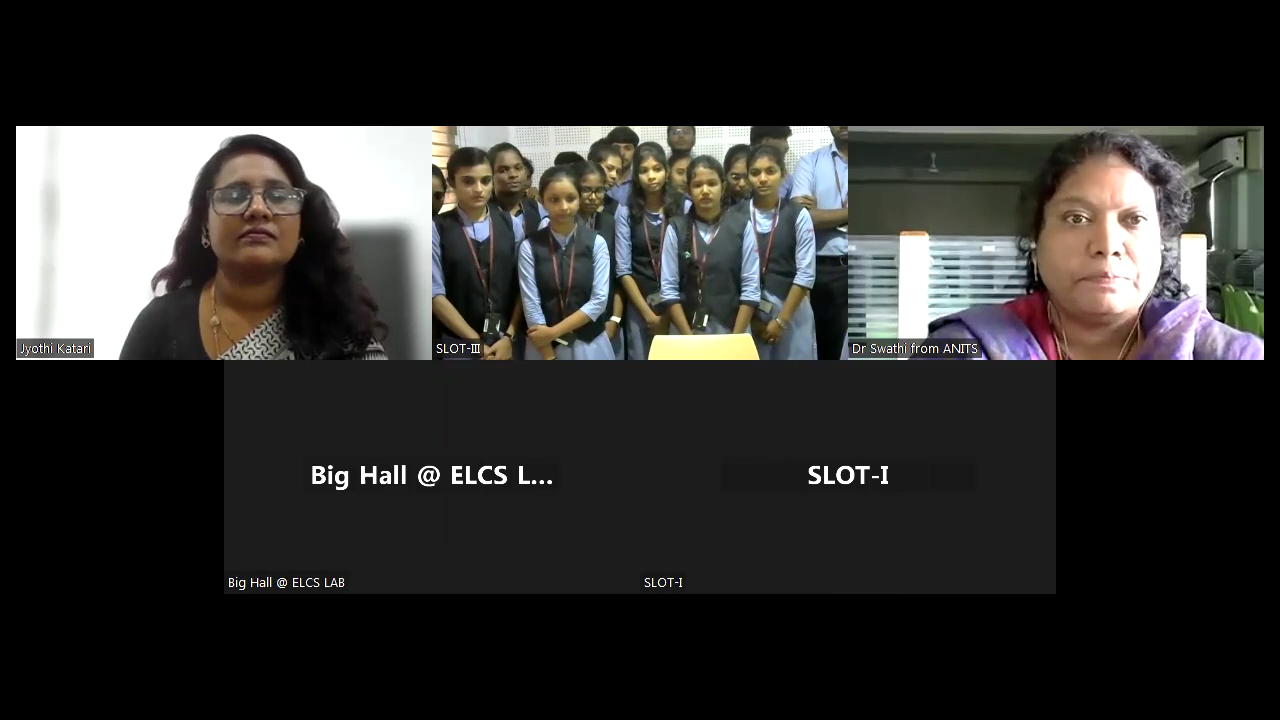 Jyothi Katari
SLOT-III
Dr Swathi from ANITS
Big Hall @ ELCS L...
SLOT-I
Big Hall @ ELCS LAB
SLOT-I